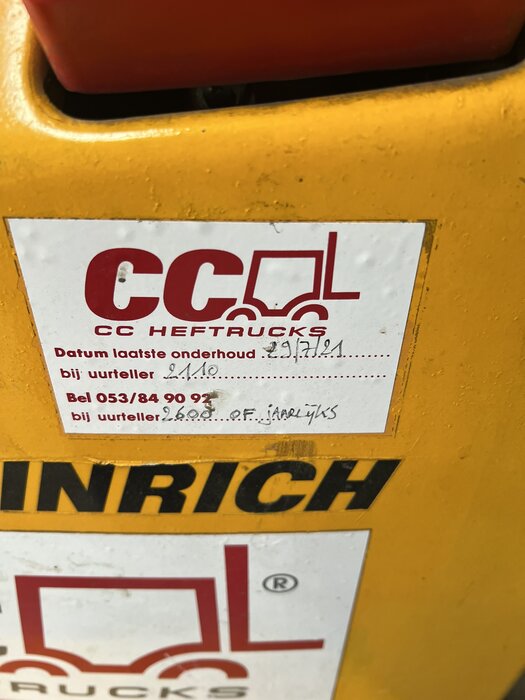 CC
CC HEFTRUCKS
Datum laatste onderhoud 29/7/21
bij uurteller 2110
Bel 053/84 90 92
bij uurteller 2600 OF JAARLIJKS
INRICH
®
TRUCKS